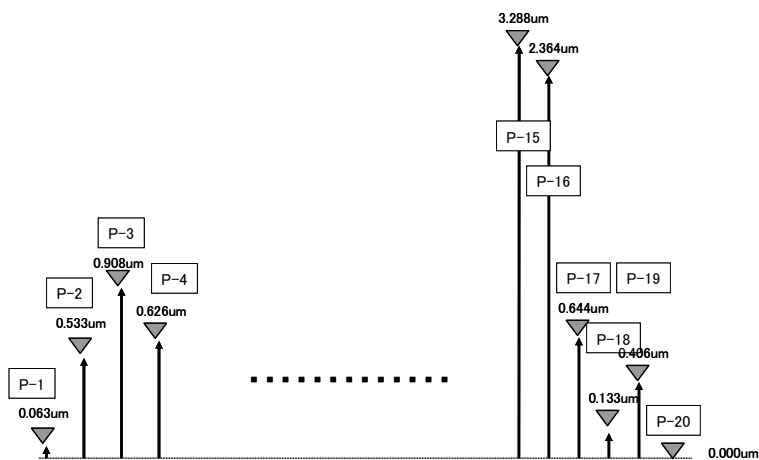 3.288um
2.364um
P-15
P-16
P-3
0.908um
P-4
P-17
P-19
P-2
0.626um
0.644um
0.533um
P-18
0.406um
P-1
0.063um
0.133um
P-20
0.000um